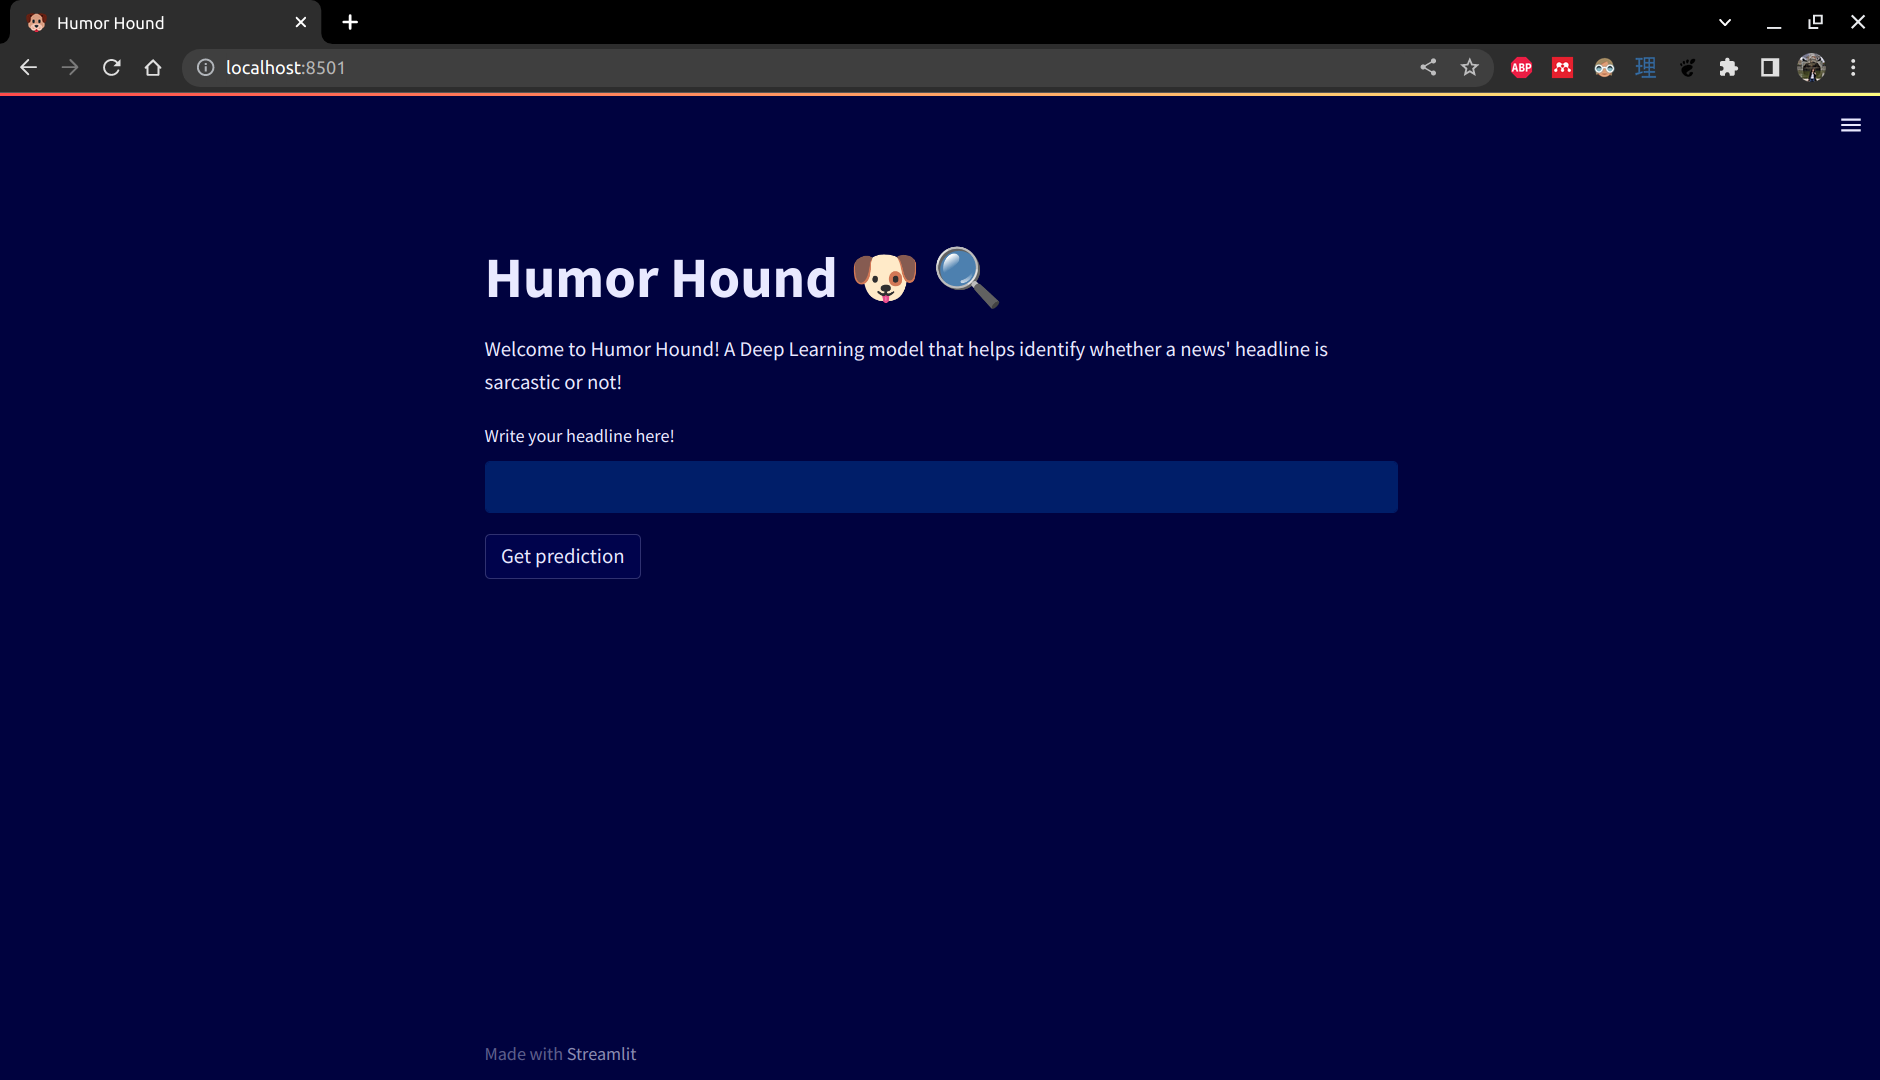 Humor Hound
localhost:8501
ABP
理
Humor Hound
Welcome to Humor Hound! A Deep Learning model that helps identify whether a news' headline is
sarcastic or not!
Write your headline here!
Get prediction
Made with Streamlit